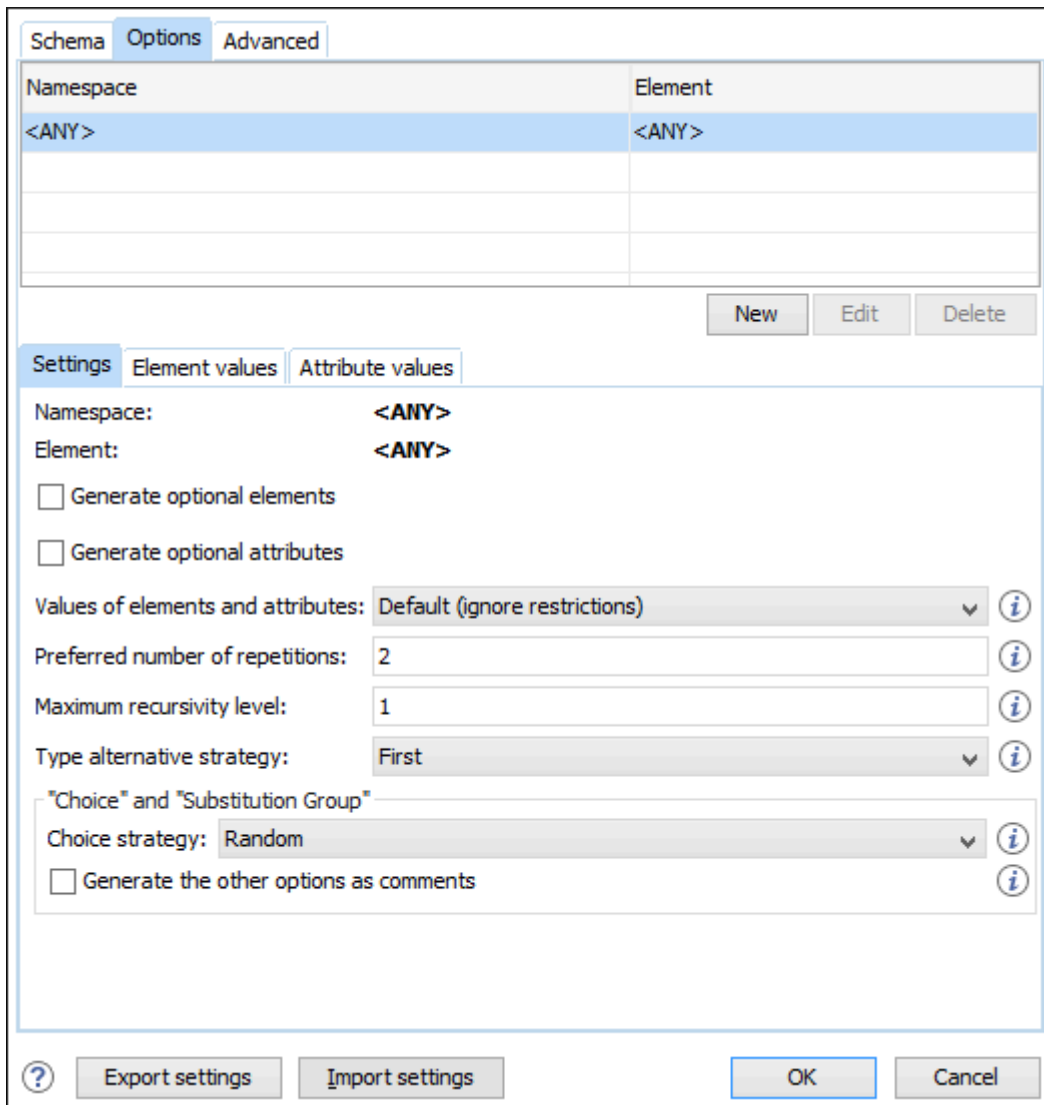 Schema Options Advanced
Namespace Element
<ANY> <ANY>
New Edit Delete
Settings Element values Attribute values
Namespace: <ANY>
Element: <ANY>
Generate optional elements
Generate optional attributes
Values of elements and attributes: Default (ignore restrictions)
Preferred number of repetitions: 2
Maximum recursivity level: 1
Type alternative strategy: First
"Choice" and "Substitution Group"
Choice strategy: Random
Generate the other options as comments
? Export settings Import settings OK Cancel